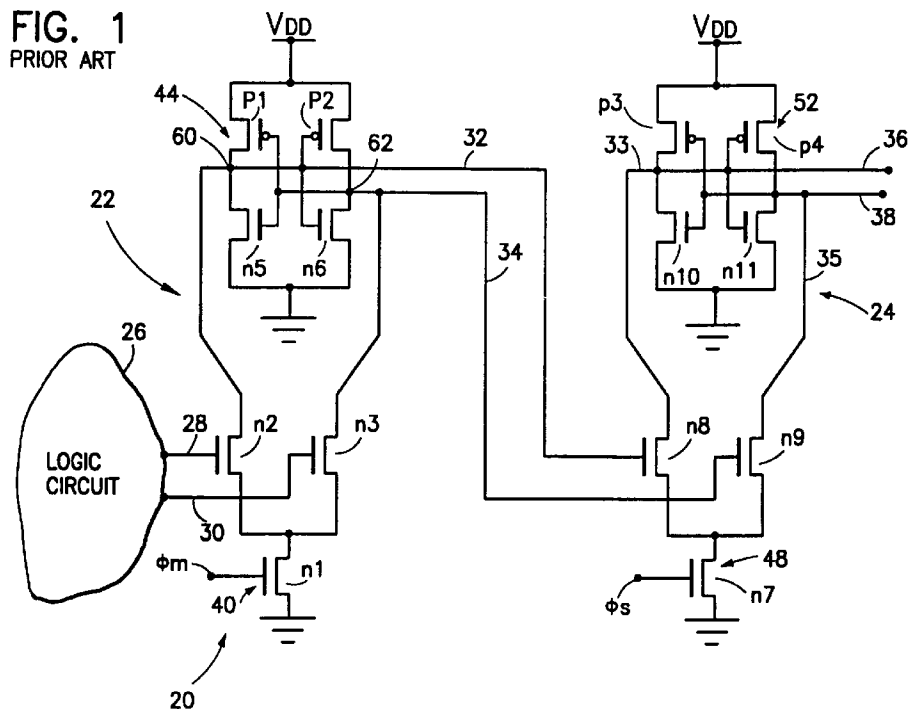 FIG. 1
PRIOR ART
VDD
VDD
44
P1
P2
60
62
32
p3
52
p4
33
36
38
22
n5
n6
34
n10
n11
35
24
26
LOGIC
CIRCUIT
28
n2
n3
30
n8
n9
φm
40
n1
φs
48
n7
20